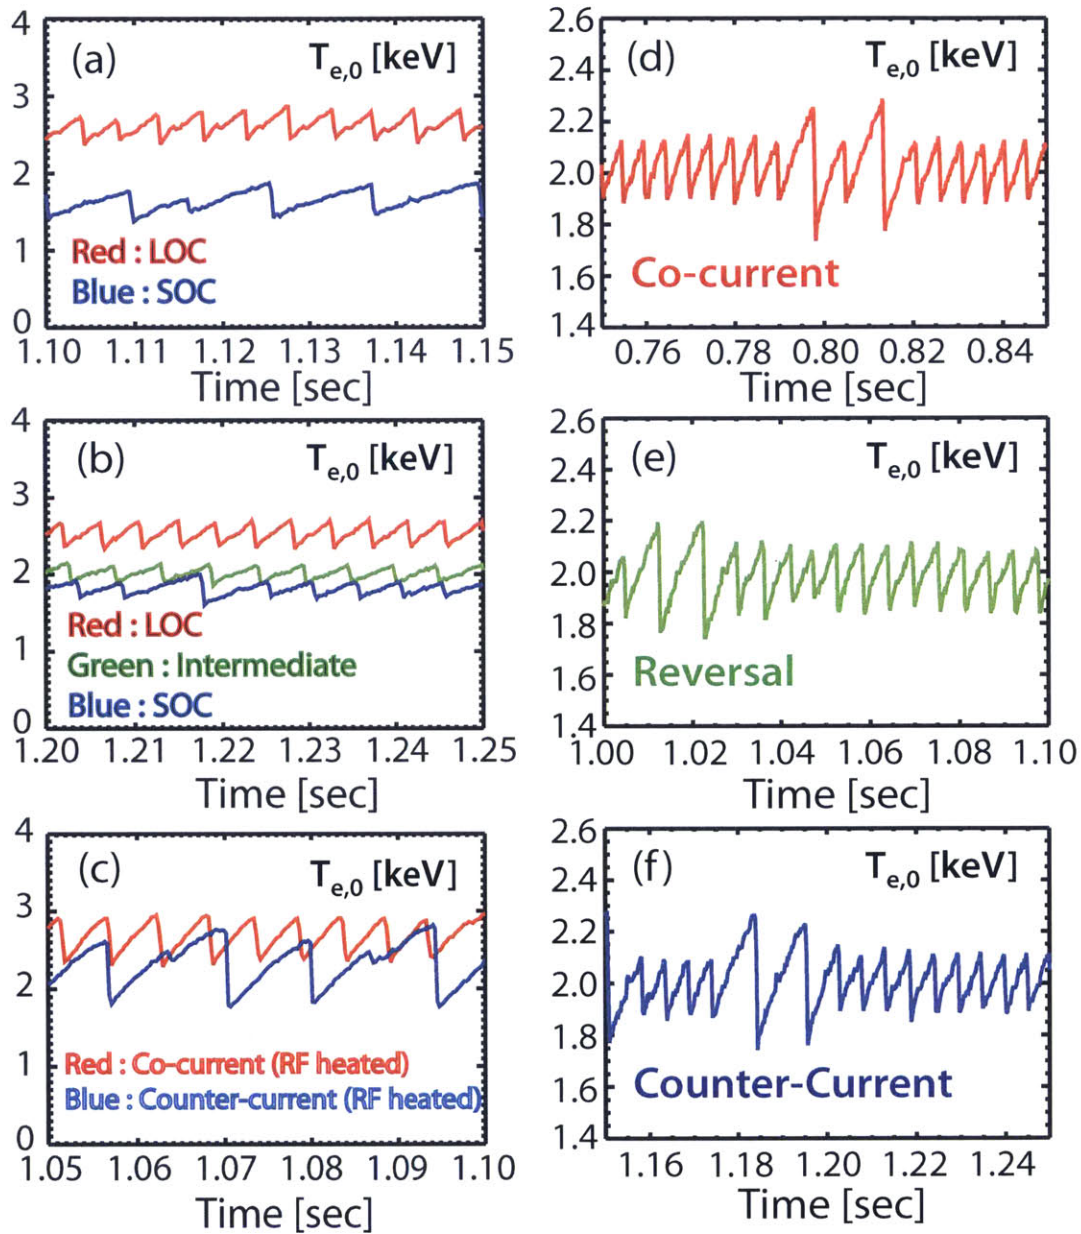 (a)
T_e,0 [keV]
4
3
2
1
0
Red : LOC
Blue : SOC
1.10 1.11 1.12 1.13 1.14 1.15
Time [sec]
(d)
T_e,0 [keV]
2.6
2.4
2.2
2.0
1.8
1.6
1.4
Co-current
0.76 0.78 0.80 0.82 0.84
Time [sec]
(b)
T_e,0 [keV]
4
3
2
1
0
Red : LOC
Green : Intermediate
Blue : SOC
1.20 1.21 1.22 1.23 1.24 1.25
Time [sec]
(e)
T_e,0 [keV]
2.6
2.4
2.2
2.0
1.8
1.6
1.4
Reversal
1.00 1.02 1.04 1.06 1.08 1.10
Time [sec]
(c)
T_e,0 [keV]
4
3
2
1
0
Red : Co-current (RF heated)
Blue : Counter-current (RF heated)
1.05 1.06 1.07 1.08 1.09 1.10
Time [sec]
(f)
T_e,0 [keV]
2.6
2.4
2.2
2.0
1.8
1.6
1.4
Counter-Current
1.16 1.18 1.20 1.22 1.24
Time [sec]